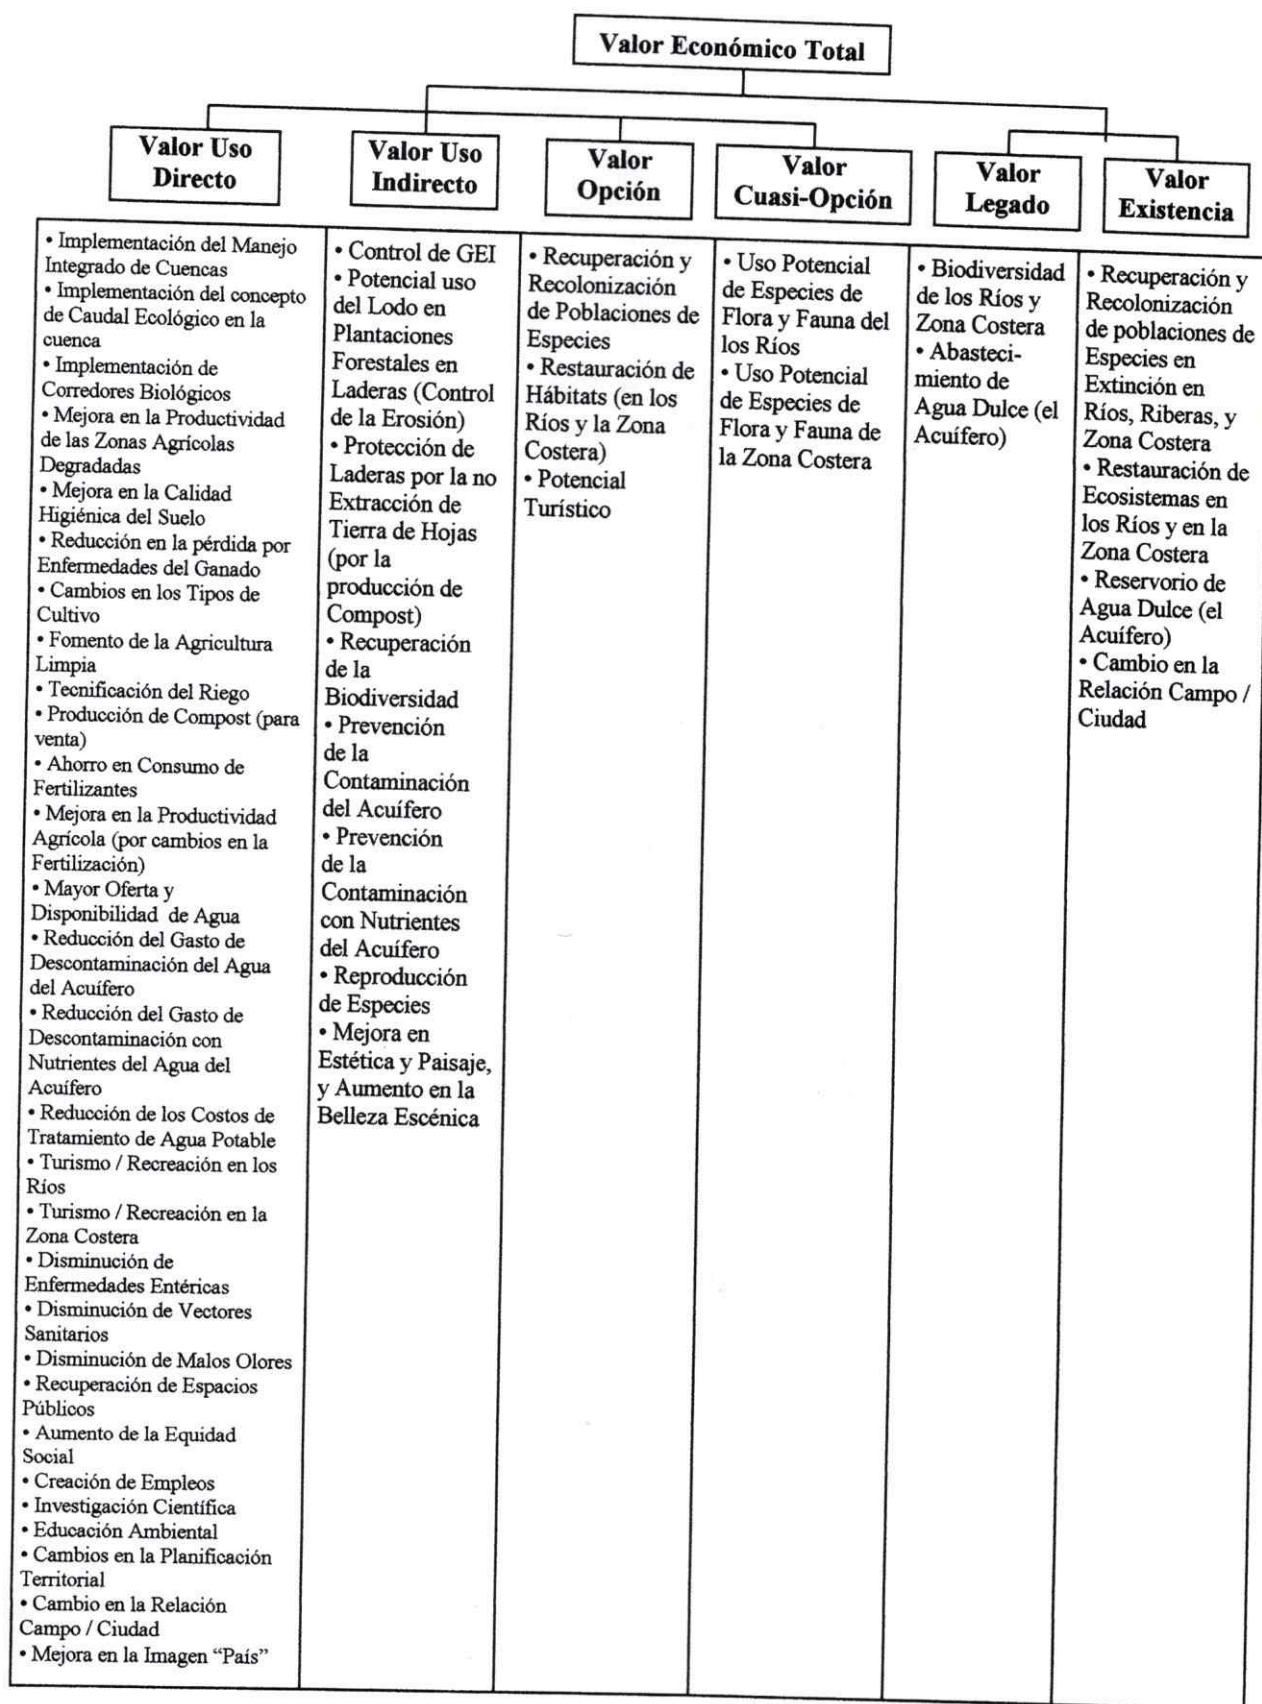 Valor Económico Total
Valor Uso
Directo
Valor Uso
Indirecto
Valor
Opción
Valor
Cuasi-Opción
Valor
Legado
Valor
Existencia
• Implementación del Manejo
Integrado de Cuencas
• Implementación del concepto
de Caudal Ecológico en la
cuenca
• Implementación de
Corredores Biológicos
• Mejora en la Productividad
de las Zonas Agrícolas
Degradadas
• Mejora en la Calidad
Higiénica del Suelo
• Reducción en la pérdida por
Enfermedades del Ganado
• Cambios en los Tipos de
Cultivo
• Fomento de la Agricultura
Limpia
• Tecnificación del Riego
• Producción de Compost (para
venta)
• Ahorro en Consumo de
Fertilizantes
• Mejora en la Productividad
Agrícola (por cambios en la
Fertilización)
• Mayor Oferta y
Disponibilidad de Agua
• Reducción del Gasto de
Descontaminación del Agua
del Acuífero
• Reducción del Gasto de
Descontaminación con
Nutrientes del Agua del
Acuífero
• Reducción de los Costos de
Tratamiento de Agua Potable
• Turismo / Recreación en los
Ríos
• Turismo / Recreación en la
Zona Costera
• Disminución de
Enfermedades Entéricas
• Disminución de Vectores
Sanitarios
• Disminución de Malos Olores
• Recuperación de Espacios
Públicos
• Aumento de la Equidad
Social
• Creación de Empleos
• Investigación Científica
• Educación Ambiental
• Cambios en la Planificación
Territorial
• Cambio en la Relación
Campo / Ciudad
• Mejora en la Imagen “País”
• Control de GEI
• Potencial uso
del Lodo en
Plantaciones
Forestales en
Laderas (Control
de la Erosión)
• Protección de
Laderas por la no
Extracción de
Tierra de Hojas
(por la
producción de
Compost)
• Recuperación
de la
Biodiversidad
• Prevención
de la
Contaminación
del Acuífero
• Prevención
de la
Contaminación
con Nutrientes
del Acuífero
• Reproducción
de Especies
• Mejora en
Estética y Paisaje,
y Aumento en la
Belleza Escénica
• Recuperación y
Recolonización
de Poblaciones de
Especies
• Restauración de
Hábitats (en los
Ríos y la Zona
Costera)
• Potencial
Turístico
• Uso Potencial
de Especies de
Flora y Fauna del
los Ríos
• Uso Potencial
de Especies de
Flora y Fauna de
la Zona Costera
• Biodiversidad
de los Ríos y
Zona Costera
• Abasteci-
miento de
Agua Dulce (el
Acuífero)
• Recuperación y
Recolonización
de poblaciones de
Especies en
Extinción en
Ríos, Riberas, y
Zona Costera
• Restauración de
Ecosistemas en
los Ríos y en la
Zona Costera
• Reservorio de
Agua Dulce (el
Acuífero)
• Cambio en la
Relación Campo /
Ciudad